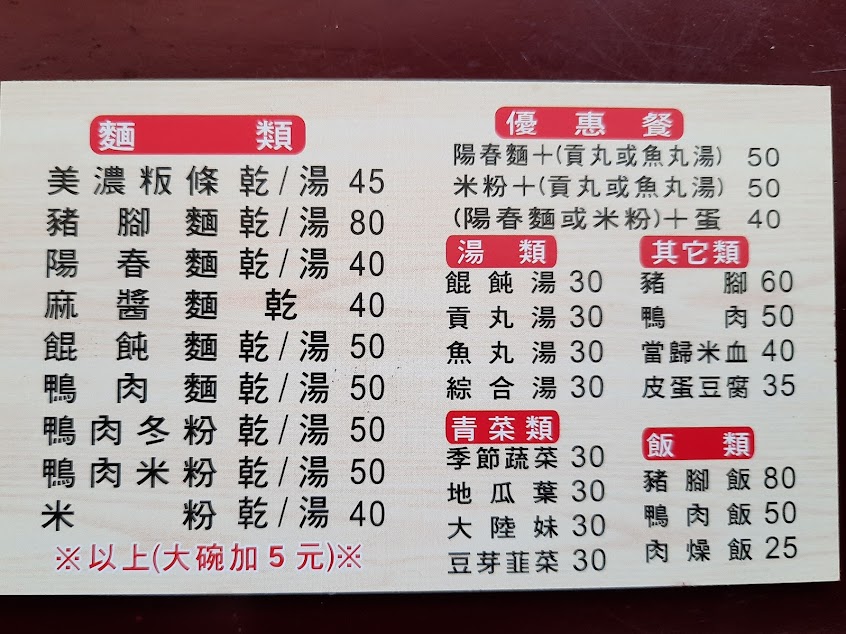 麵類
美濃粄條 乾/湯 45
豬腳麵 乾/湯 80
陽春麵 乾/湯 40
麻醬麵 乾 40
餛飩麵 乾/湯 50
鴨肉麵 乾/湯 50
鴨肉冬粉 乾/湯 50
鴨肉米粉 乾/湯 50
米粉 乾/湯 40
※以上(大碗加5元)※
優惠餐
陽春麵+(貢丸或魚丸湯) 50
米粉+(貢丸或魚丸湯) 50
(陽春麵或米粉)+蛋 40
湯類
餛飩湯 30
貢丸湯 30
魚丸湯 30
綜合湯 30
青菜類
季節蔬菜 30
地瓜葉 30
大陸妹 30
豆芽韮菜 30
其它類
豬腳 60
鴨肉 50
當歸米血 40
皮蛋豆腐 35
飯類
豬腳飯 80
鴨肉飯 50
肉燥飯 25